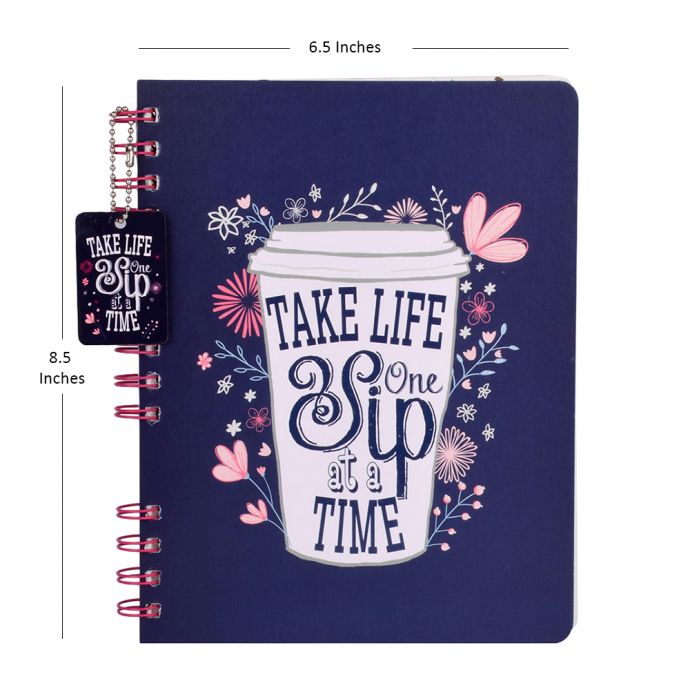 6.5 Inches
8.5
Inches
TAKE LIFE
One
Sip
at a
TIME
TAKE LIFE
One
Sip
at a
TIME